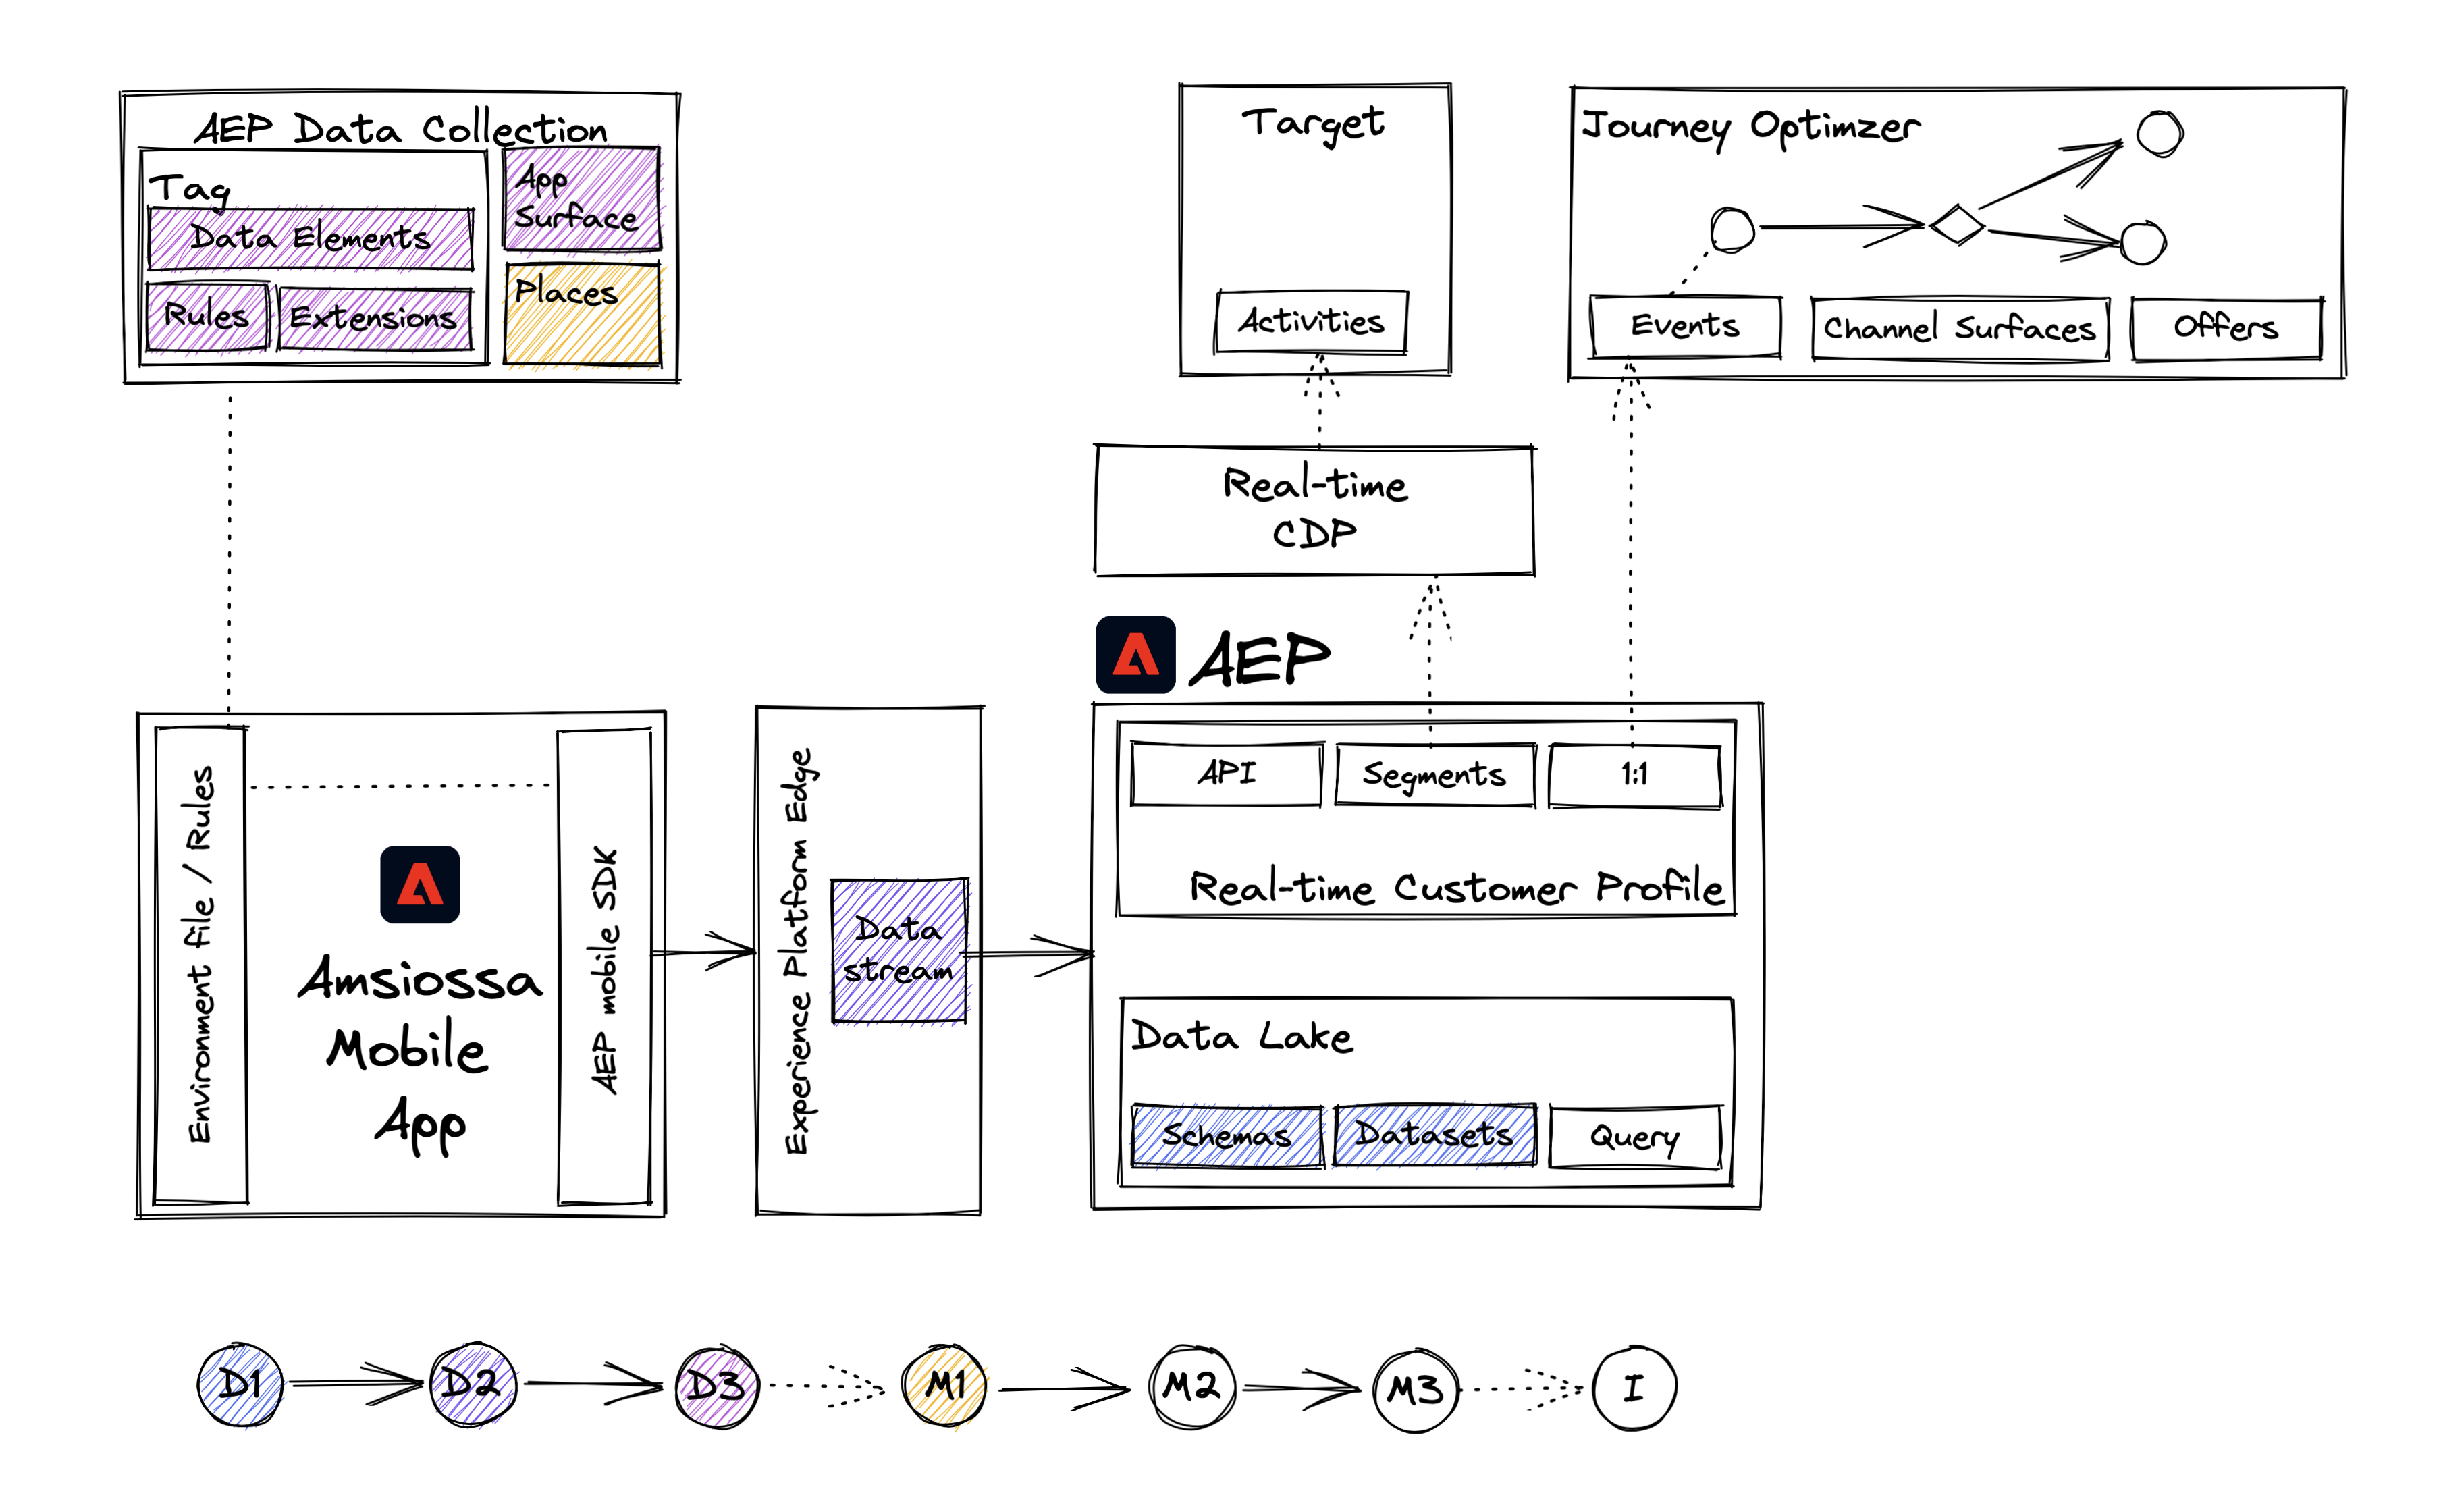 AEP Data Collection
Tag
Data Elements
Rules
Extensions
App
Surface
Places
Target
Activities
Journey Optimzer
Events
Channel Surfaces
Offers
Real-time
CDP
AEP
Environment file / Rules
Amsiossa
Mobile
App
AEP mobile SDK
Experience Platform Edge
Data
stream
API
Segments
1:1
Real-time Customer Profile
Data Lake
Schemas
Datasets
Query
D1
D2
D3
M1
M2
M3
I